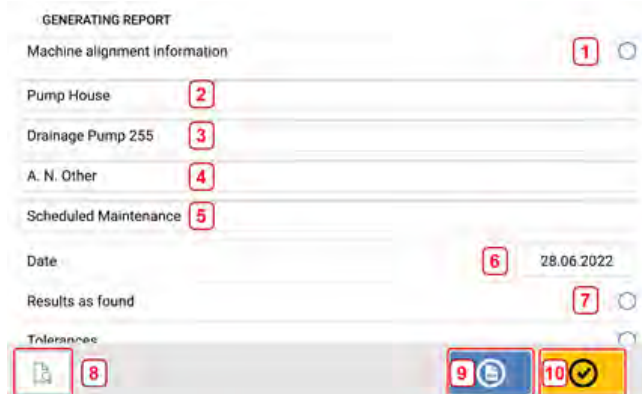 GENERATING REPORT
Machine alignment information 1
Pump House 2
Drainage Pump 255 3
A. N. Other 4
Scheduled Maintenance 5
Date 6 28.06.2022
Results as found 7
Tolerances
8 9 10